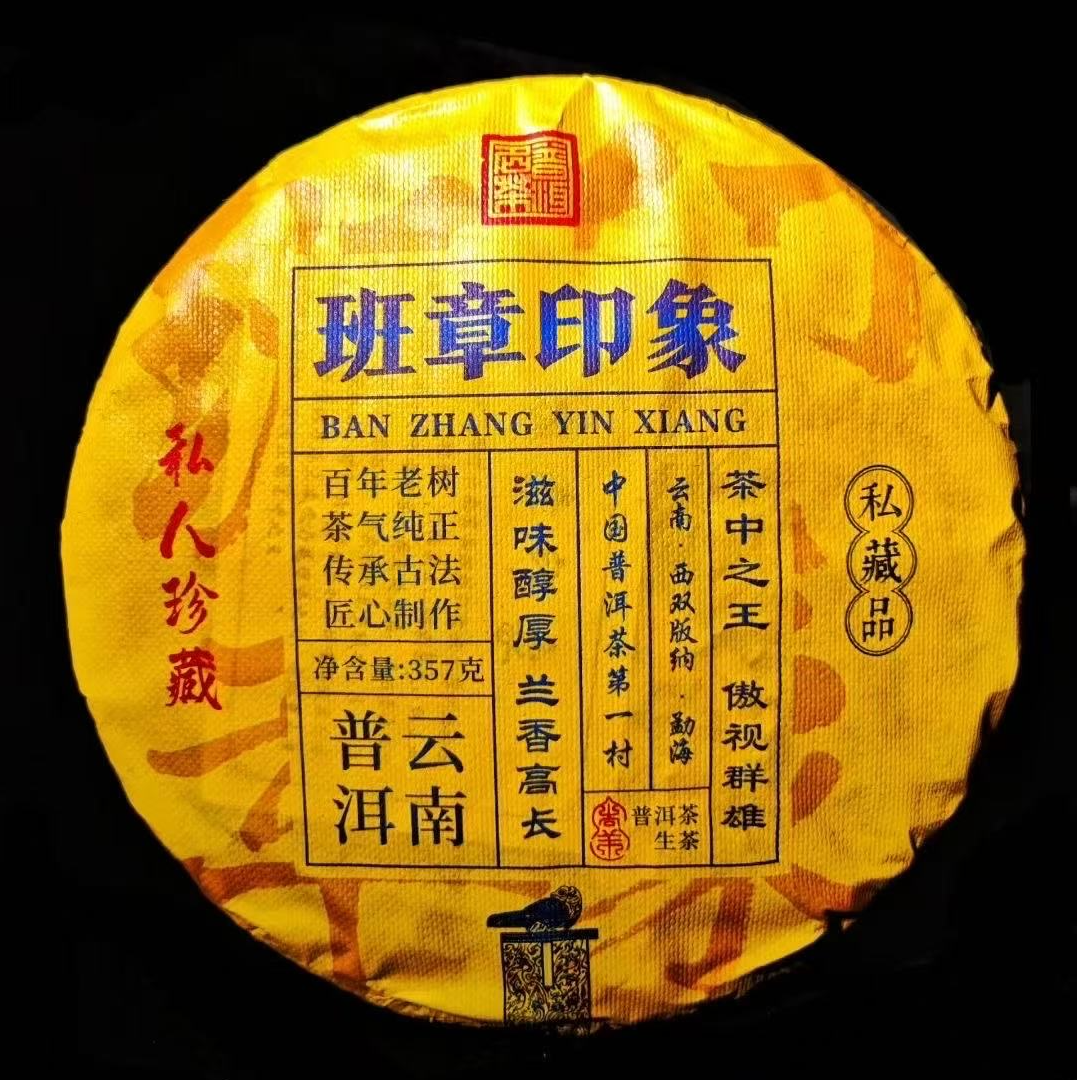 普洱
贡茶
班章印象
BAN ZHANG YIN XIANG
百年老树
茶气纯正
传承古法
匠心制作
净含量:357克
云南
普洱
滋味醇厚 兰香高长
中国普洱茶第一村
云南·西双版纳·勐海
普洱茶
生茶
茶中之王 傲视群雄
私人珍藏
私藏品